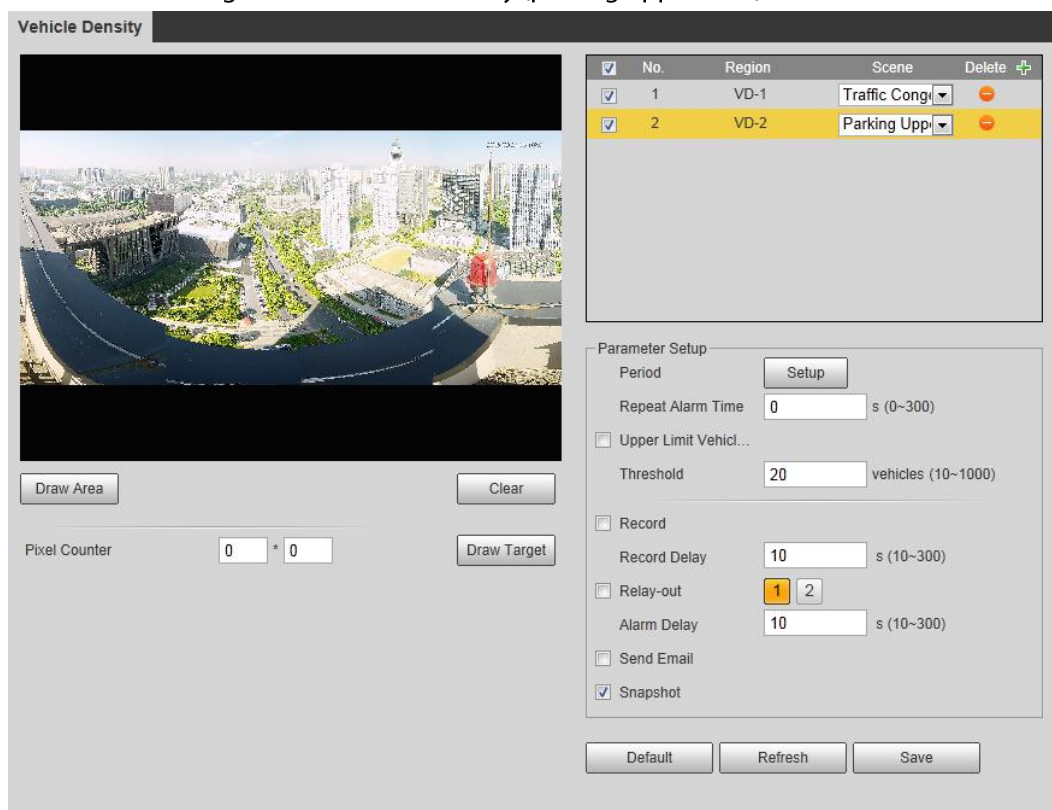 Vehicle Density
No. Region Scene Delete
1 VD-1 Traffic Cong
2 VD-2 Parking Upp
Draw Area Clear
Pixel Counter 0 * 0 Draw Target
Parameter Setup
Period Setup
Repeat Alarm Time 0 s (0~300)
Upper Limit Vehicl...
Threshold 20 vehicles (10~1000)
Record
Record Delay 10 s (10~300)
Relay-out 1 2
Alarm Delay 10 s (10~300)
Send Email
Snapshot
Default Refresh Save